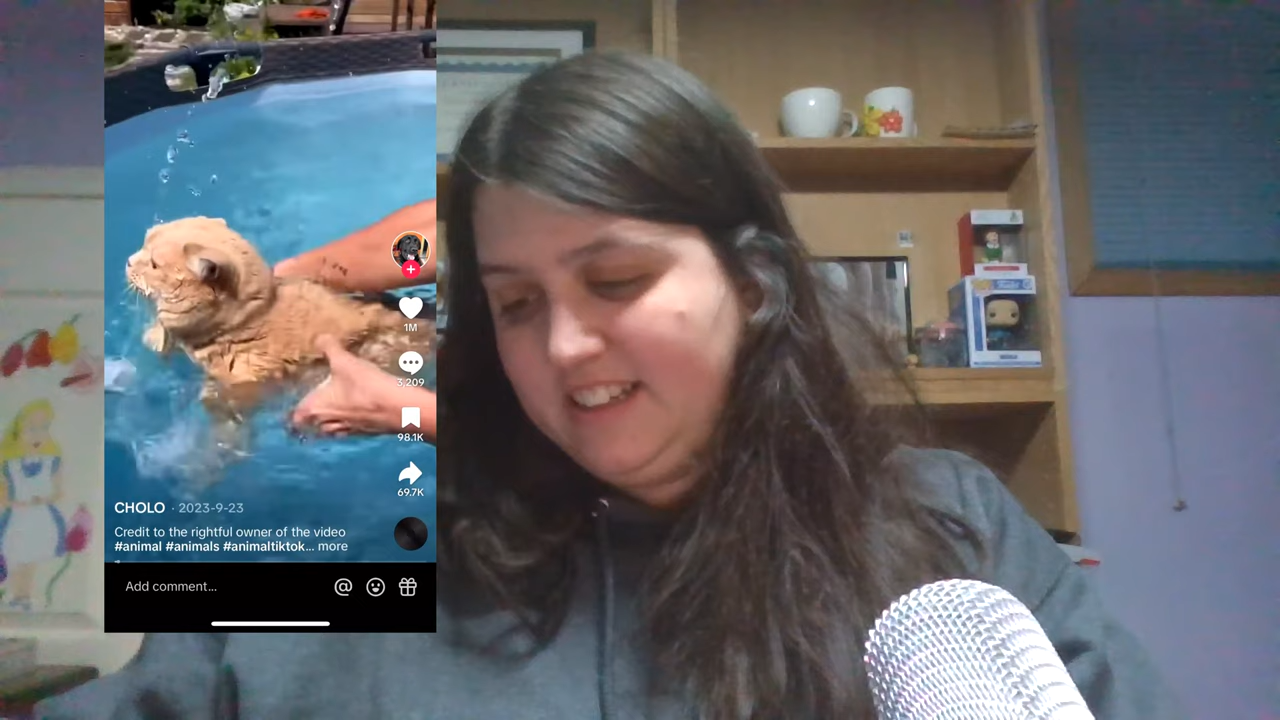 1M
3,209
98.1K
69.7K
CHOLO · 2023-9-23
Credit to the rightful owner of the video
#animal #animals #animaltiktok... more
Add comment...